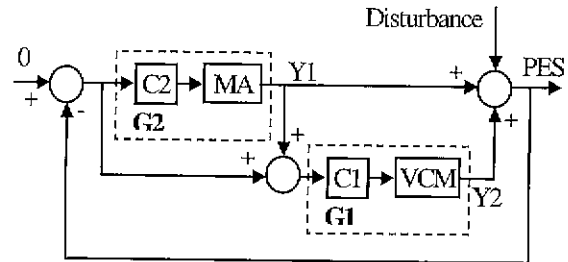 Disturbance
0
+
-
C2
MA
G2
Y1
+
PES
+
+
+
C1
VCM
G1
Y2